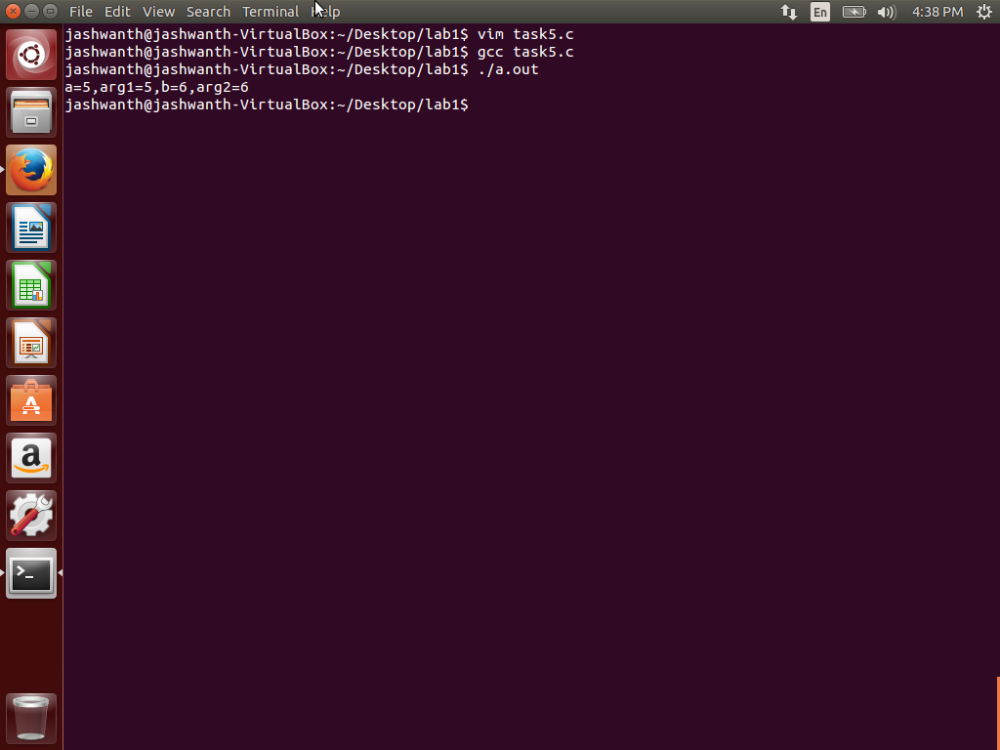 File Edit View Search Terminal Help En 4:38 PM
jashwanth@jashwanth-VirtualBox:~/Desktop/lab1$ vim task5.c
jashwanth@jashwanth-VirtualBox:~/Desktop/lab1$ gcc task5.c
jashwanth@jashwanth-VirtualBox:~/Desktop/lab1$ ./a.out
a=5,arg1=5,b=6,arg2=6
jashwanth@jashwanth-VirtualBox:~/Desktop/lab1$